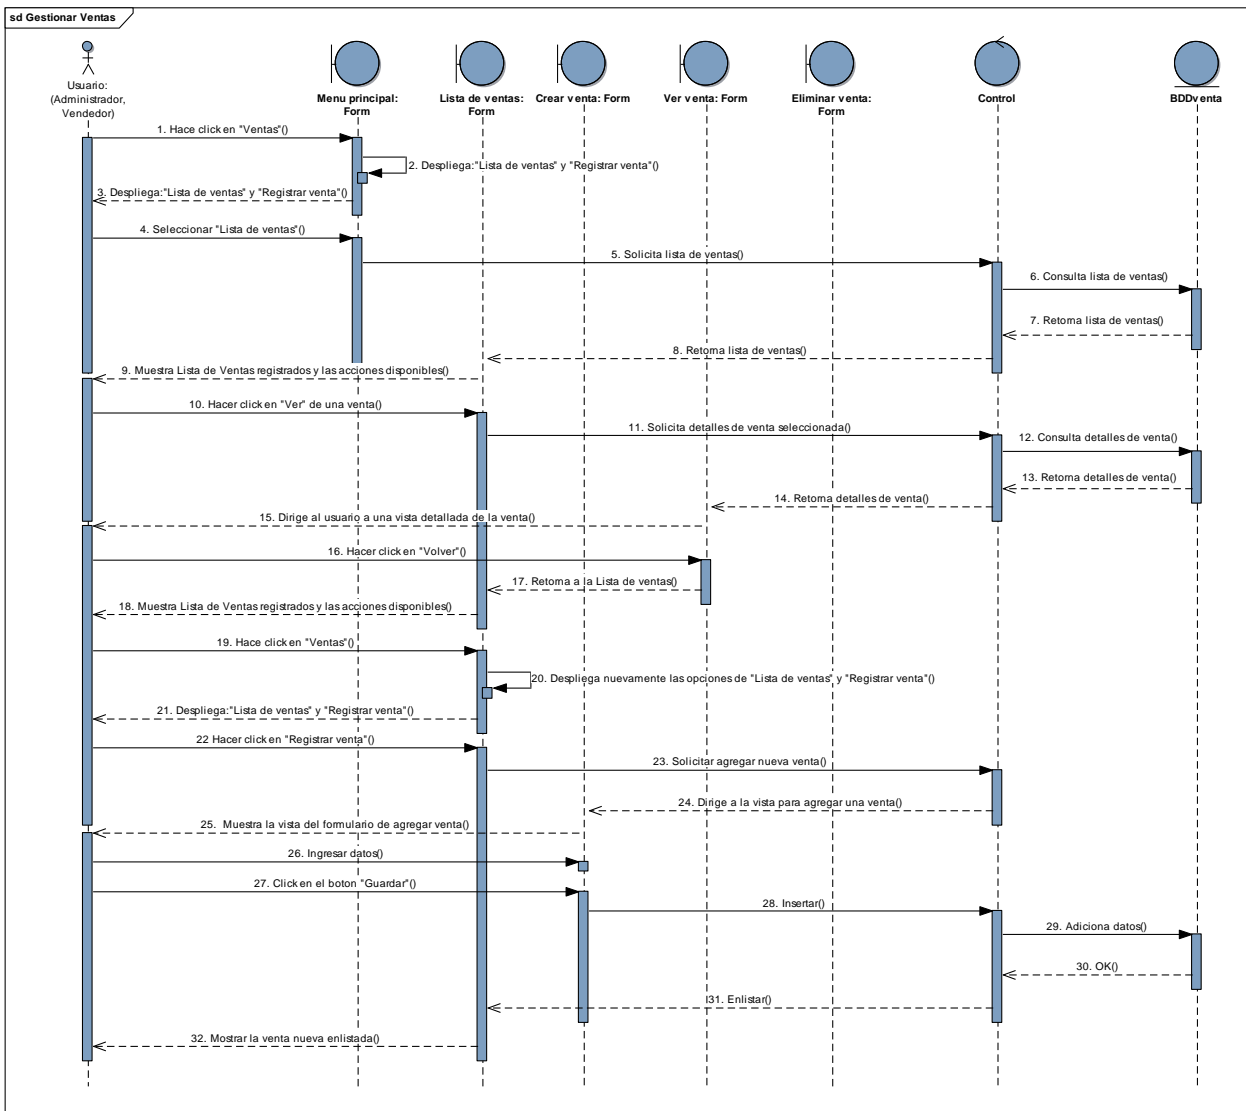 sd Gestionar Ventas
Usuario:
(Administrador,
Vendedor)
Menu principal:
Form
Lista de ventas:
Form
Crear venta: Form
Ver venta: Form
Eliminar venta:
Form
Control
BDDventa
1. Hace click en "Ventas"()
2. Despliega:"Lista de ventas" y "Registrar venta"()
3. Despliega:"Lista de ventas" y "Registrar venta"()
4. Seleccionar "Lista de ventas"()
5. Solicita lista de ventas()
6. Consulta lista de ventas()
7. Retorna lista de ventas()
8. Retorna lista de ventas()
9. Muestra Lista de Ventas registrados y las acciones disponibles()
10. Hacer click en "Ver" de una venta()
11. Solicita detalles de venta seleccionada()
12. Consulta detalles de venta()
13. Retorna detalles de venta()
14. Retorna detalles de venta()
15. Dirige al usuario a una vista detallada de la venta()
16. Hacer click en "Volver"()
17. Retorna a la Lista de ventas()
18. Muestra Lista de Ventas registrados y las acciones disponibles()
19. Hace click en "Ventas"()
20. Despliega nuevamente las opciones de "Lista de ventas" y "Registrar venta"()
21. Despliega:"Lista de ventas" y "Registrar venta"()
22 Hacer click en "Registrar venta"()
23. Solicitar agregar nueva venta()
24. Dirige a la vista para agregar una venta()
25. Muestra la vista del formulario de agregar venta()
26. Ingresar datos()
27. Click en el boton "Guardar"()
28. Insertar()
29. Adiciona datos()
30. OK()
31. Enlistar()
32. Mostrar la venta nueva enlistada()